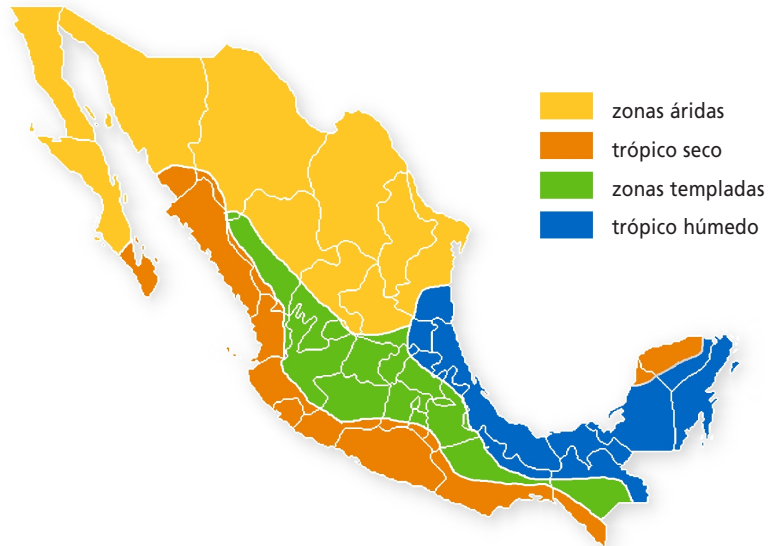 zonas áridas
trópico seco
zonas templadas
trópico húmedo